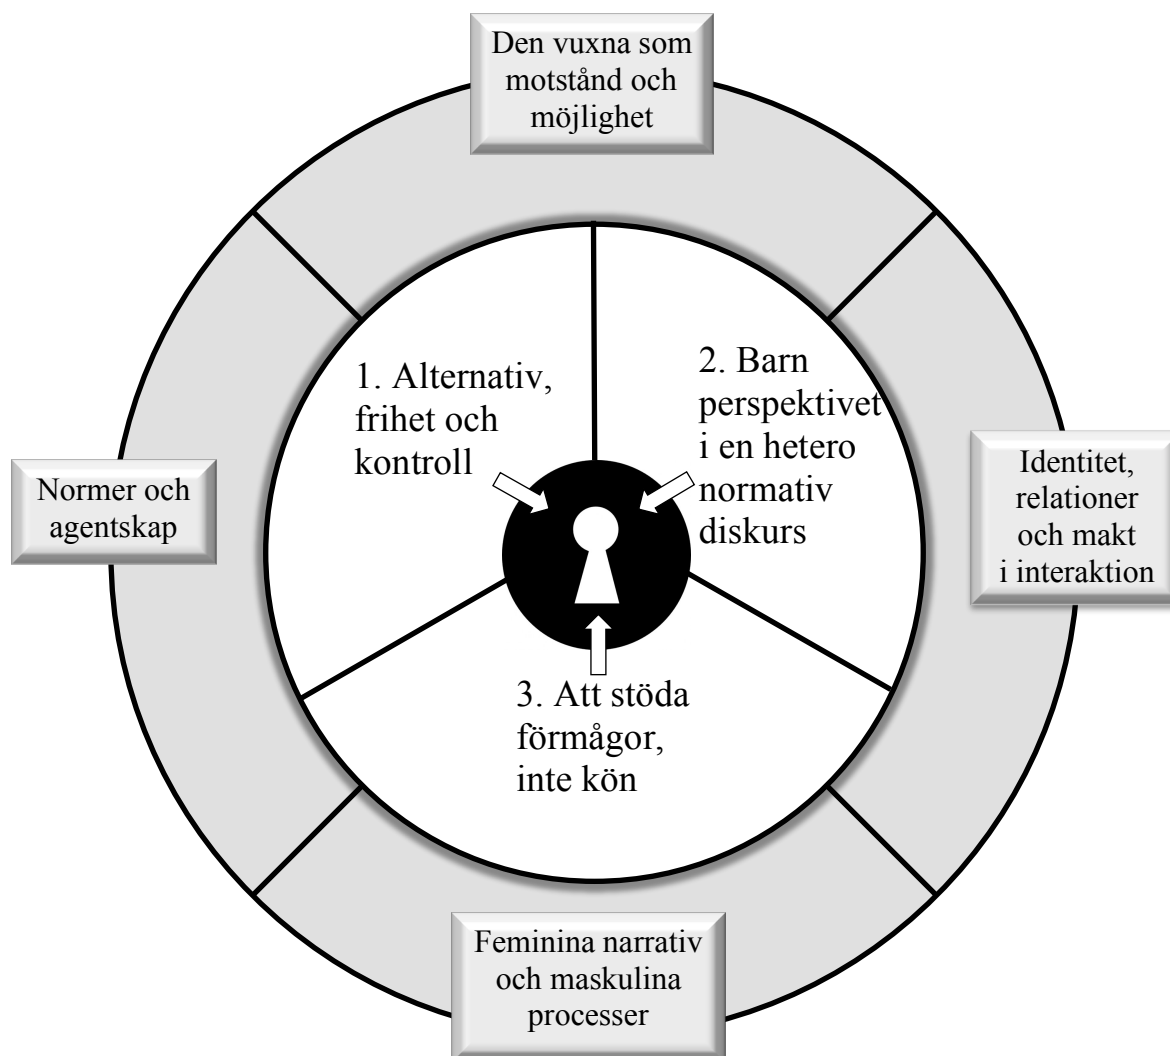 Den vuxna som
motstånd och
möjlighet
1. Alternativ,
frihet och
kontroll
2. Barn
perspektivet
i en hetero
normativ
diskurs
Normer och
agentskap
Identitet,
relationer
och makt
i interaktion
3. Att stöda
förmågor,
inte kön
Feminina narrativ
och maskulina
processer